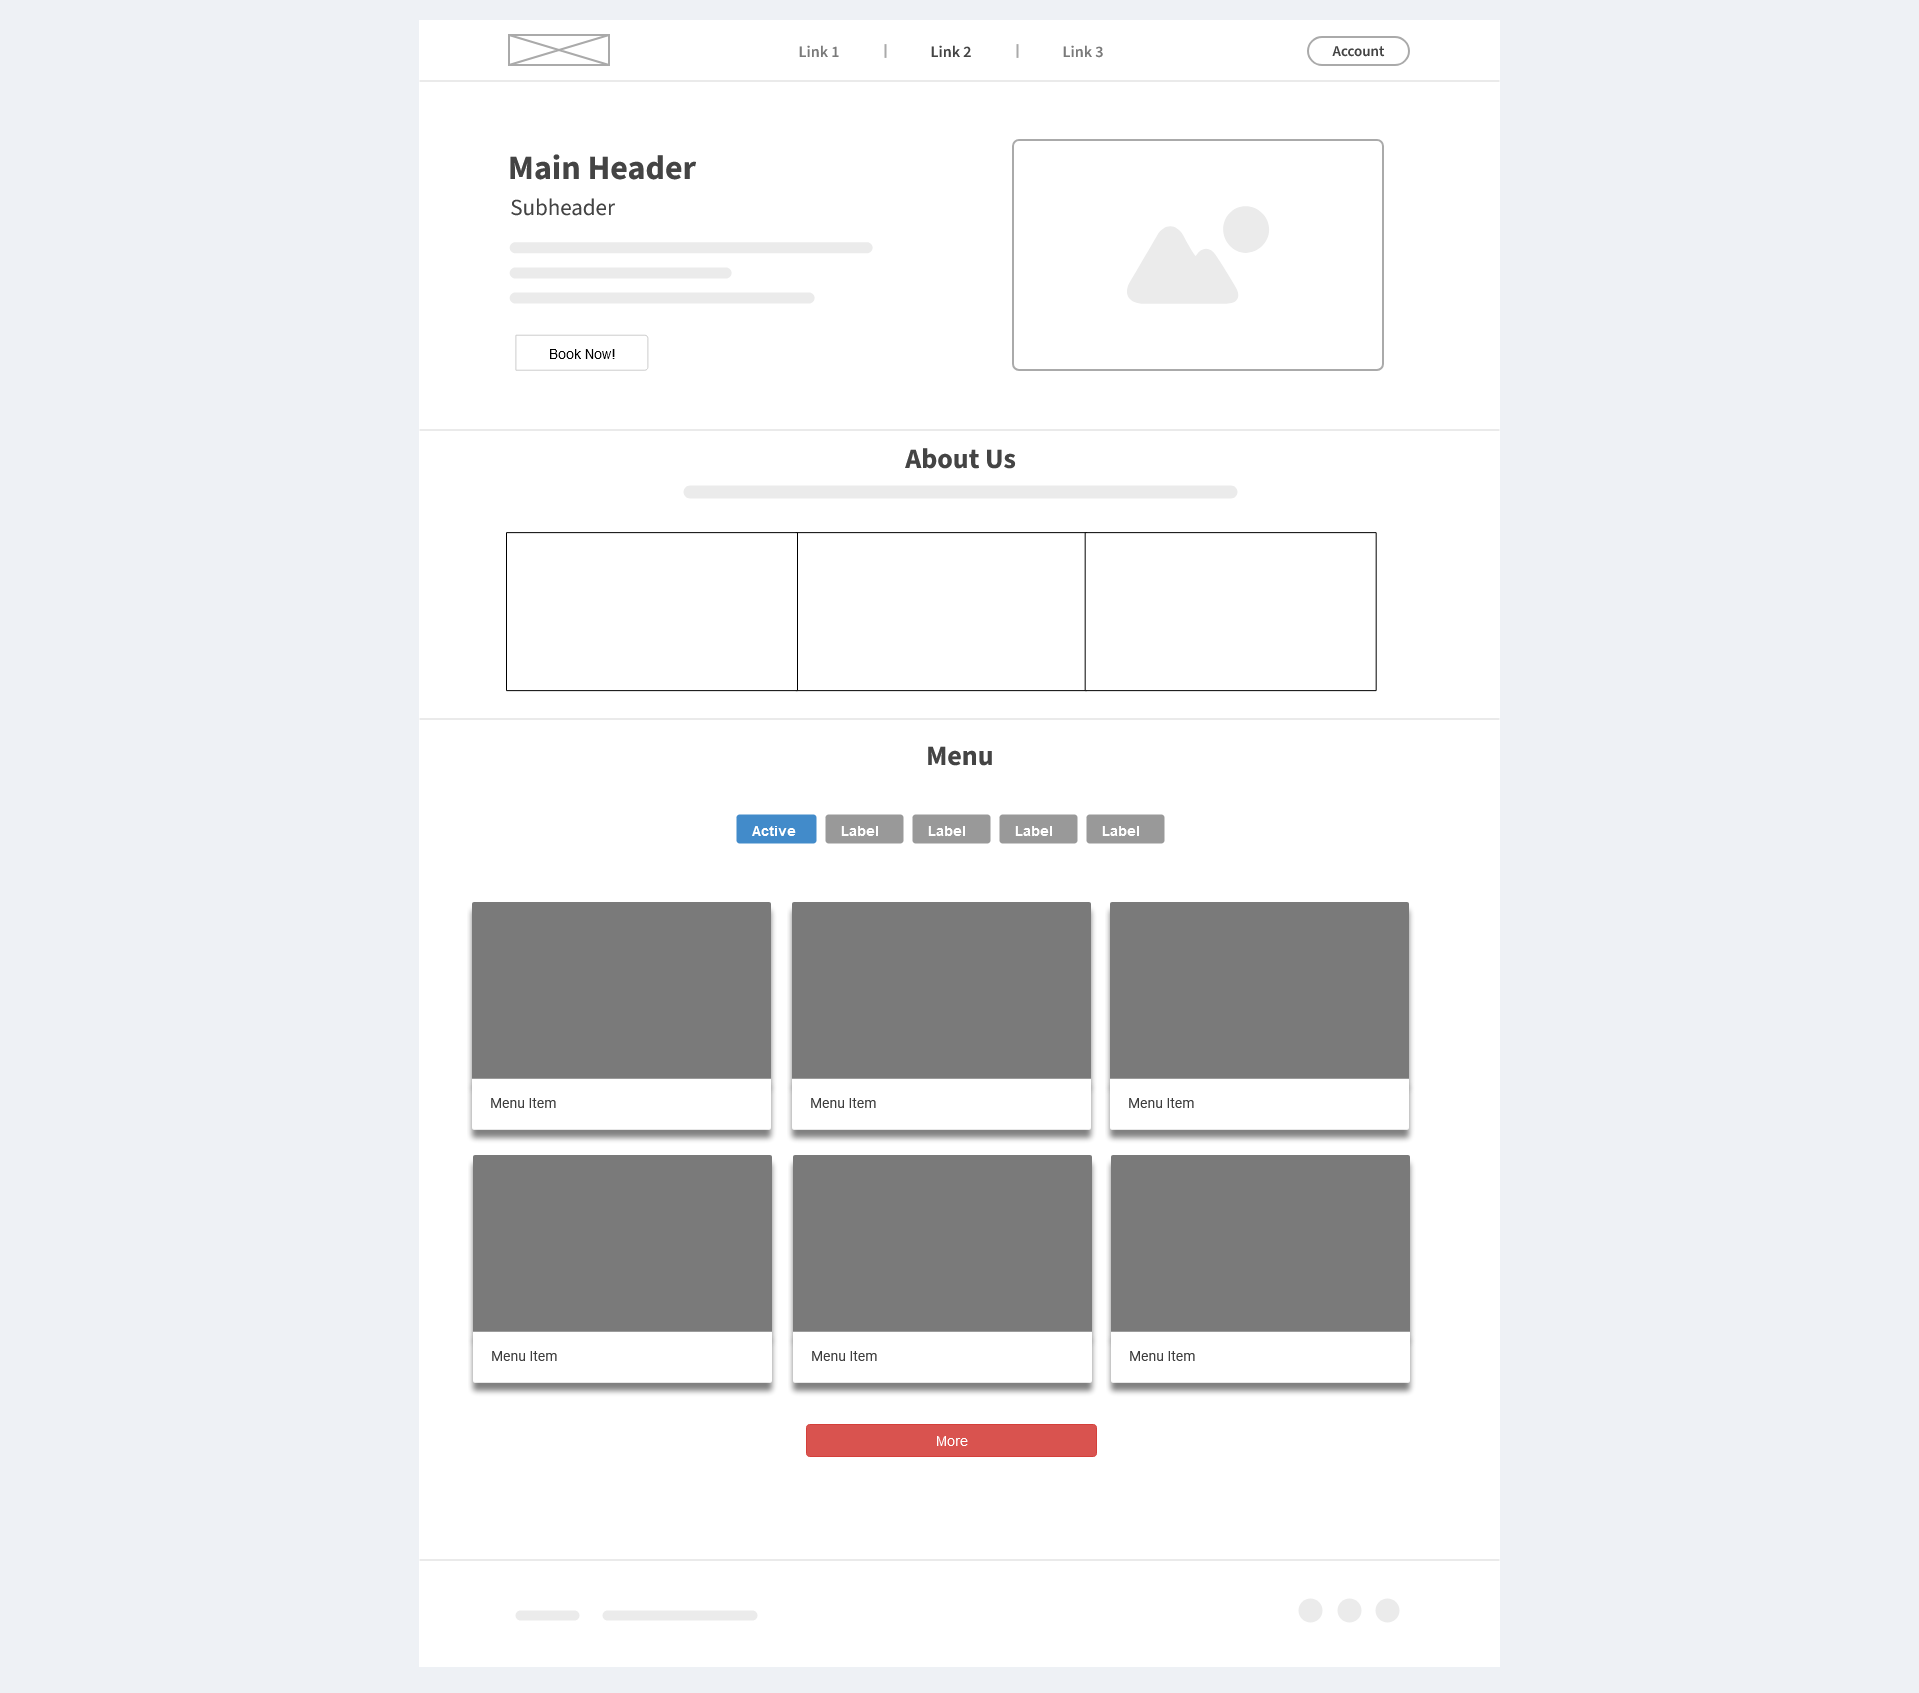 Link 1
Link 2
Link 3
Account
Main Header
Subheader
Book Now!
About Us
Menu
Active
Label
Label
Label
Label
Menu Item
Menu Item
Menu Item
Menu Item
Menu Item
Menu Item
More